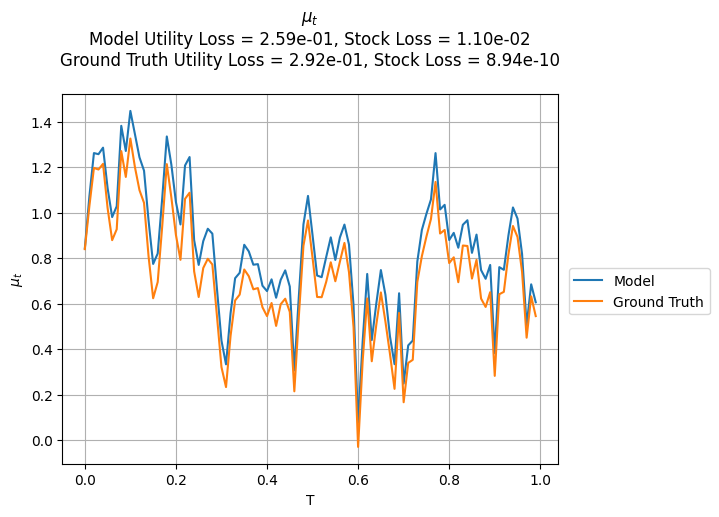 μ_t
Model Utility Loss = 2.59e-01, Stock Loss = 1.10e-02
Ground Truth Utility Loss = 2.92e-01, Stock Loss = 8.94e-10
1.4
1.2
1.0
0.8
0.6
0.4
0.2
0.0
μ_t
0.0 0.2 0.4 0.6 0.8 1.0
T
Model
Ground Truth